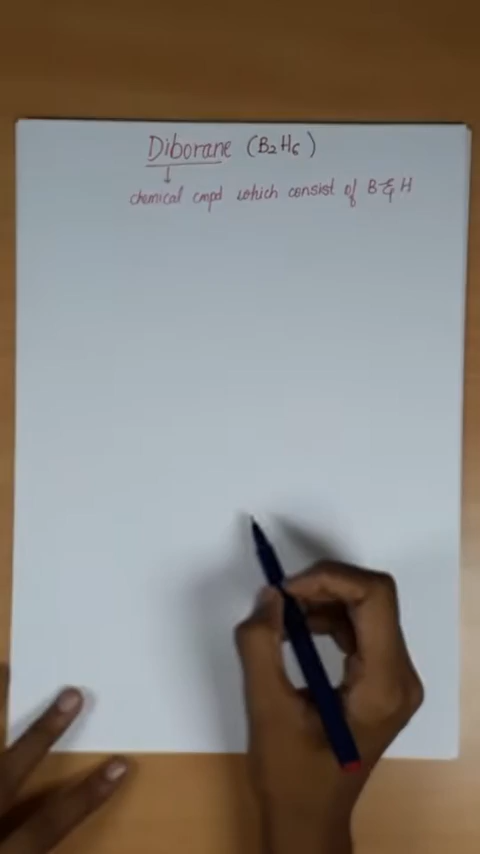 Diborane (B₂H₆)
↓
chemical cmpd which consist of B & H